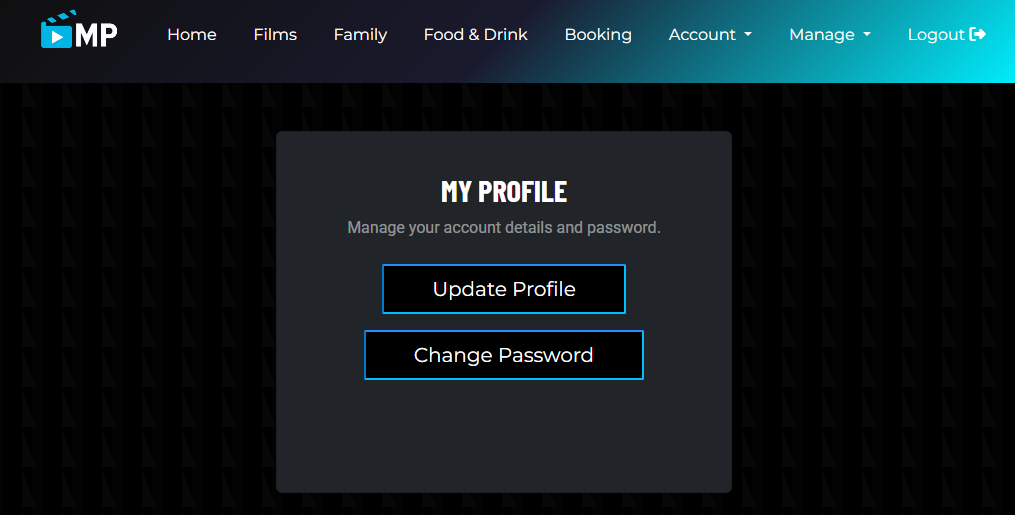 MP
Home Films Family Food & Drink Booking Account Manage Logout
MY PROFILE
Manage your account details and password.
Update Profile
Change Password